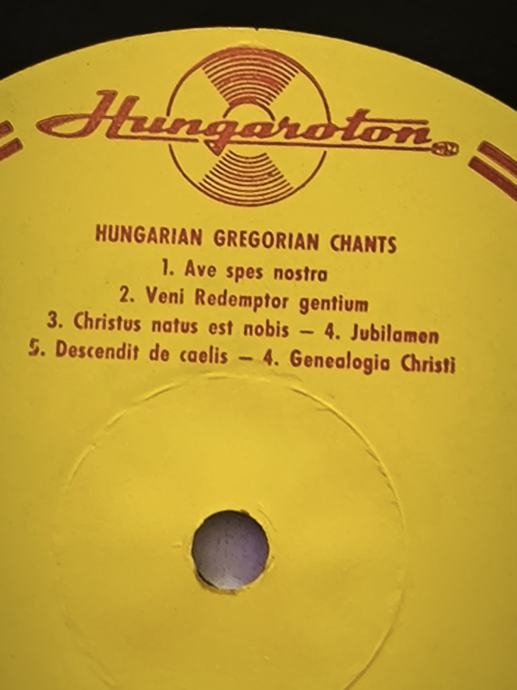 Hungaroton
HUNGARIAN GREGORIAN CHANTS
1. Ave spes nostra
2. Veni Redemptor gentium
3. Christus natus est nobis — 4. Jubilamen
5. Descendit de caelis — 4. Genealogia Christi